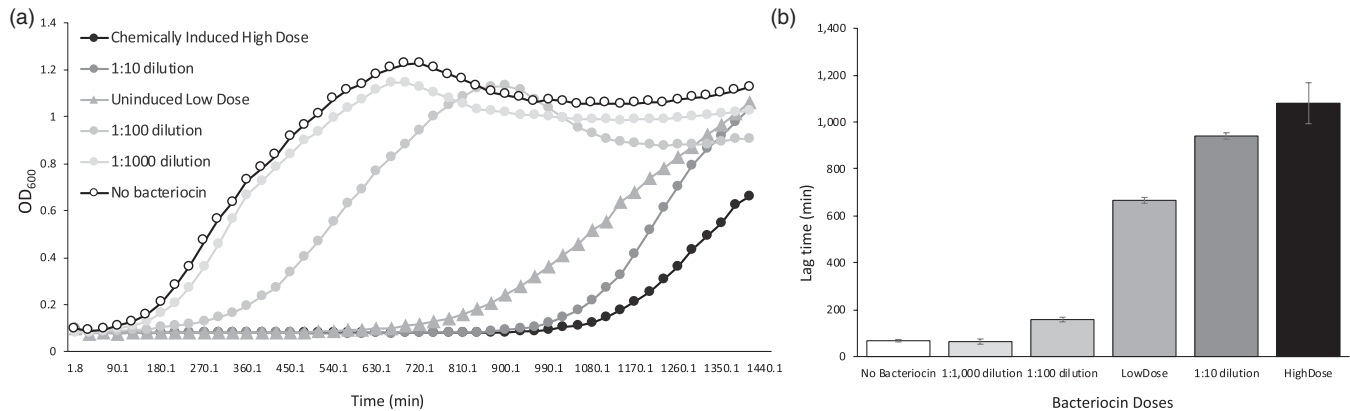 (a)
1.4
1.2
1
0.8
0.6
0.4
0.2
0
OD600
Chemically Induced High Dose
1:10 dilution
Uninduced Low Dose
1:100 dilution
1:1000 dilution
No bacteriocin
1.8 90.1 180.1 270.1 360.1 450.1 540.1 630.1 720.1 810.1 900.1 990.1 1080.1 1170.1 1260.1 1350.1 1440.1
Time (min)
(b)
1,400
1,200
1,000
800
600
400
200
0
Lag time (min)
No Bacteriocin 1:1,000 dilution 1:100 dilution LowDose 1:10 dilution HighDose
Bacteriocin Doses